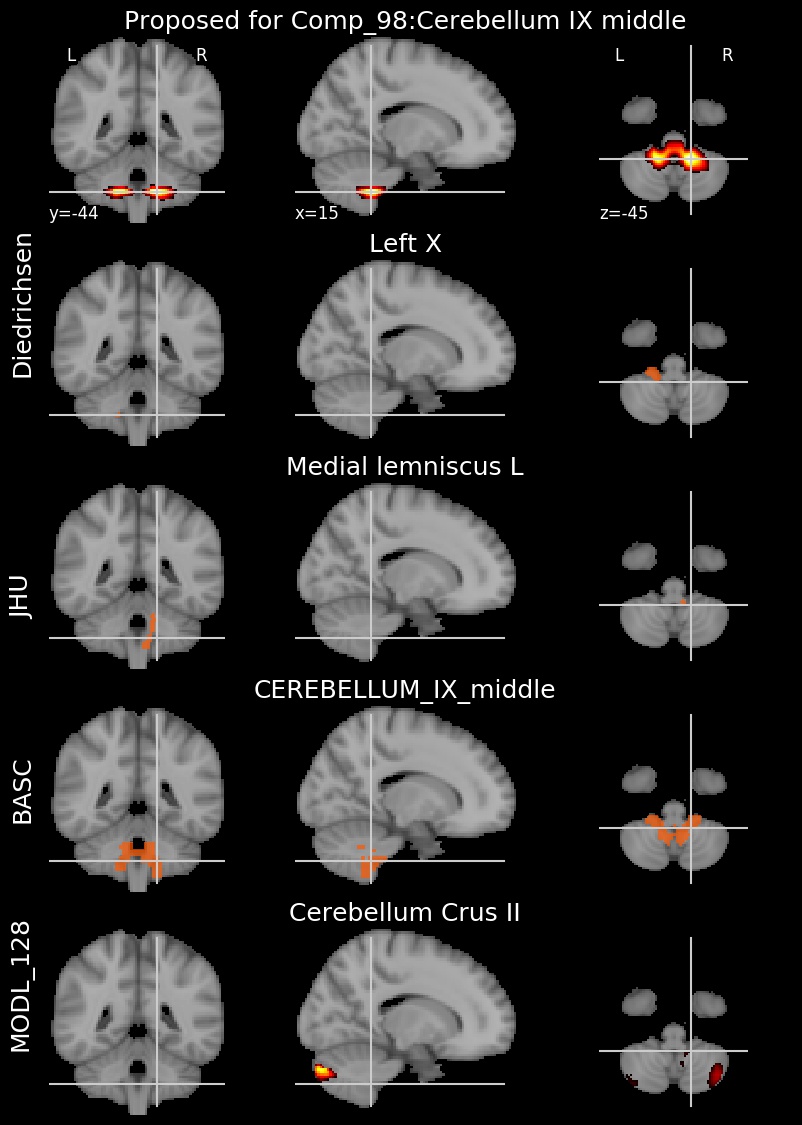 Proposed for Comp_98:Cerebellum IX middle
L
R
L
R
y=-44
x=15
z=-45
Diedrichsen
Left X
JHU
Medial lemniscus L
BASC
CEREBELLUM_IX_middle
MODL_128
Cerebellum Crus II